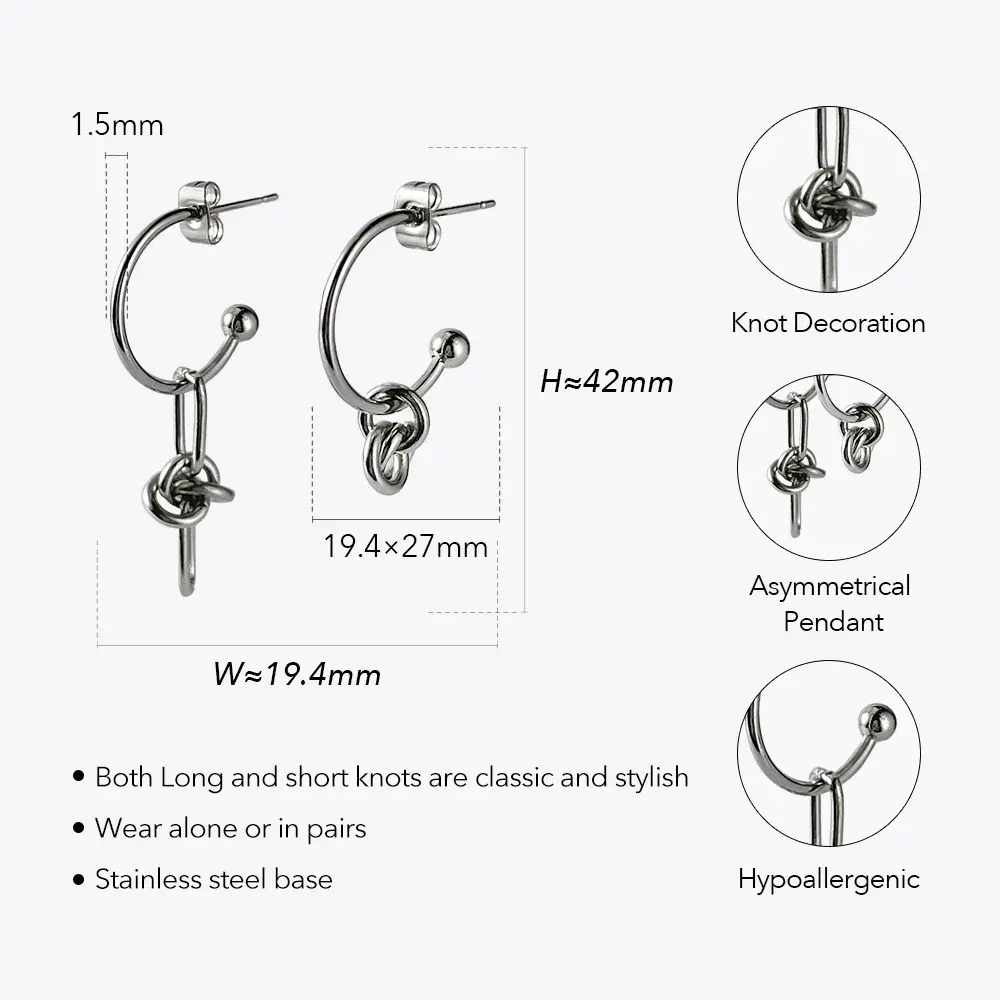 1.5mm
H≈42mm
19.4×27mm
W≈19.4mm
Knot Decoration
Asymmetrical
Pendant
Hypoallergenic
• Both Long and short knots are classic and stylish
• Wear alone or in pairs
• Stainless steel base